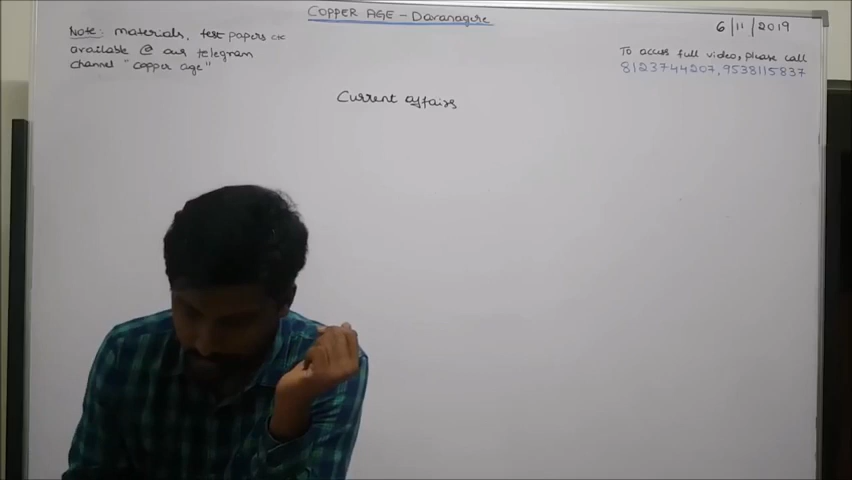 COPPER AGE - Davanagire
6/11/2019
Note: materials, test papers etc
available @ our telegram
channel "copper age"
To access full video, please call
8123744207, 9538115837
Current affairs